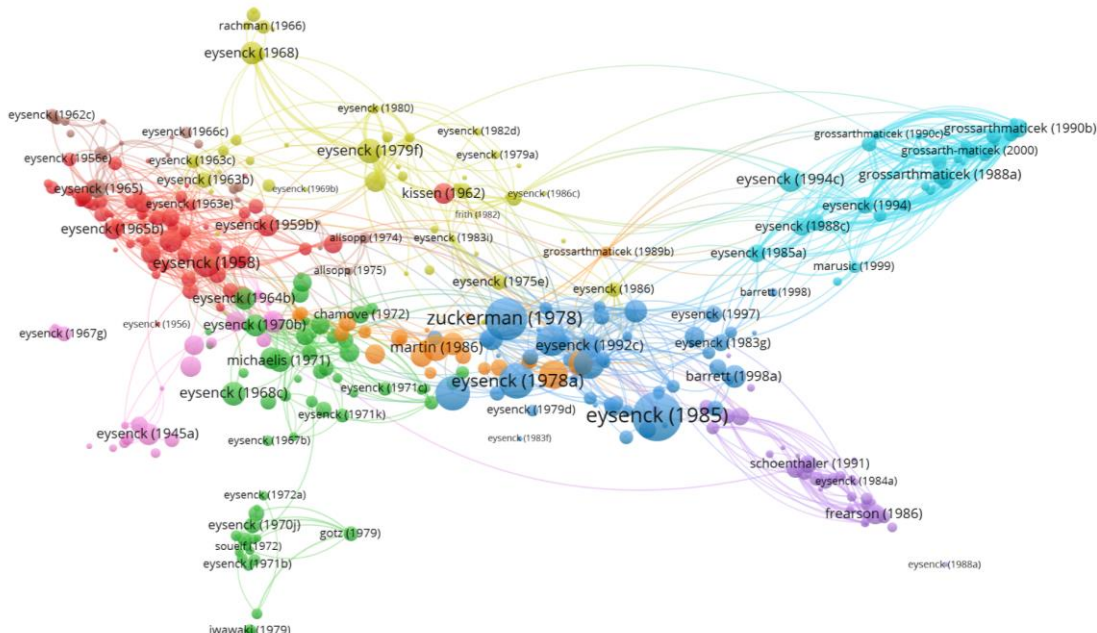 rachman (1966)
eysenck (1968)
eysenck (1980)
eysenck (1962c)
eysenck (1966c)
eysenck (1982d)
grossarthmaticek (1990c)
grossarthmaticek (1990b)
eysenck (1956e)
eysenck (1963c)
eysenck (1979f)
eysenck (1979a)
grossarth-maticek (2000)
eysenck (1963b)
eysenck (1994c)
grossarthmaticek (1988a)
eysenck (1965)
eysenck (1969b)
kissen (1962)
eysenck (1986c)
eysenck (1963e)
eysenck (1994)
frith (1982)
eysenck (1965b)
eysenck (1959b)
eysenck (1988c)
allsopp (1974)
eysenck (1983i)
grossarthmaticek (1989b)
eysenck (1985a)
eysenck (1958)
allsopp (1975)
marusic (1999)
eysenck (1975e)
eysenck (1986)
barrett (1998)
eysenck (1964b)
chamove (1972)
zuckerman (1978)
eysenck (1997)
eysenck (1967g)
eysenck (1956)
eysenck (1970b)
martin (1986)
eysenck (1992c)
eysenck (1983g)
michaelis (1971)
eysenck (1978a)
barrett (1998a)
eysenck (1968c)
eysenck (1971c)
eysenck (1979d)
eysenck (1985)
eysenck (1971k)
eysenck (1945a)
eysenck (1967b)
eysenck (1983f)
schoenthaler (1991)
eysenck (1984a)
eysenck (1972a)
frearson (1986)
eysenck (1970j)
gotz (1979)
soueif (1972)
eysenck (1971b)
eysenck (1988a)
iwawaki (1979)